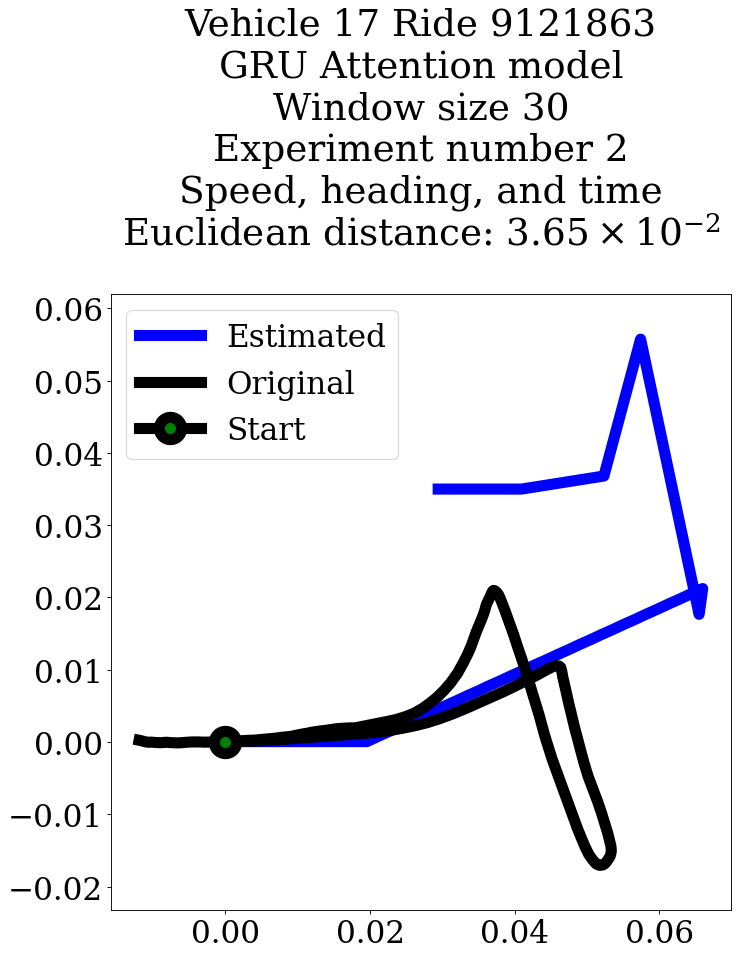 Vehicle 17 Ride 9121863
GRU Attention model
Window size 30
Experiment number 2
Speed, heading, and time
Euclidean distance: 3.65 × 10⁻²
Estimated
Original
Start
0.06
0.05
0.04
0.03
0.02
0.01
0.00
−0.01
−0.02
0.00 0.02 0.04 0.06